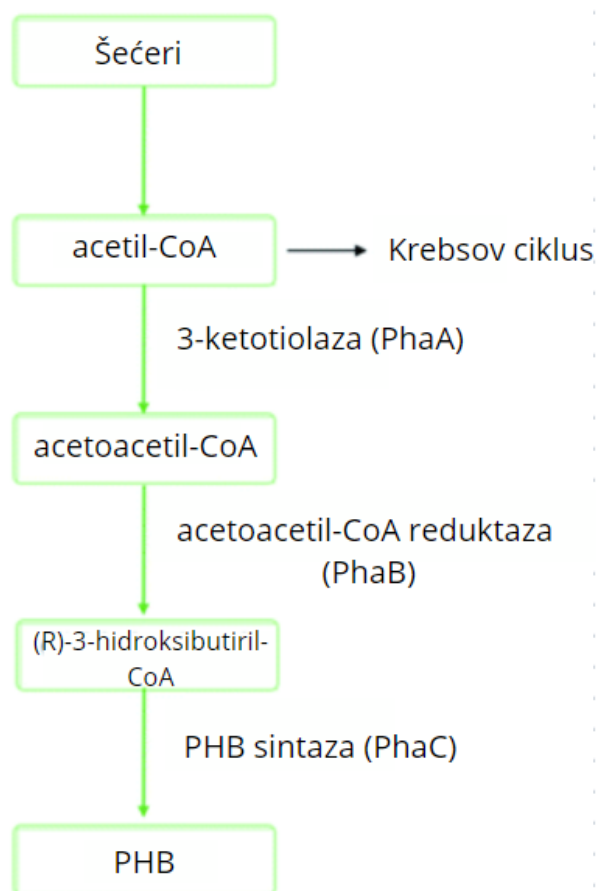 Šećeri
acetil-CoA
Krebsov ciklus
3-ketotiolaza (PhaA)
acetoacetil-CoA
acetoacetil-CoA reduktaza
(PhaB)
(R)-3-hidroksibutiril-
CoA
PHB sintaza (PhaC)
PHB